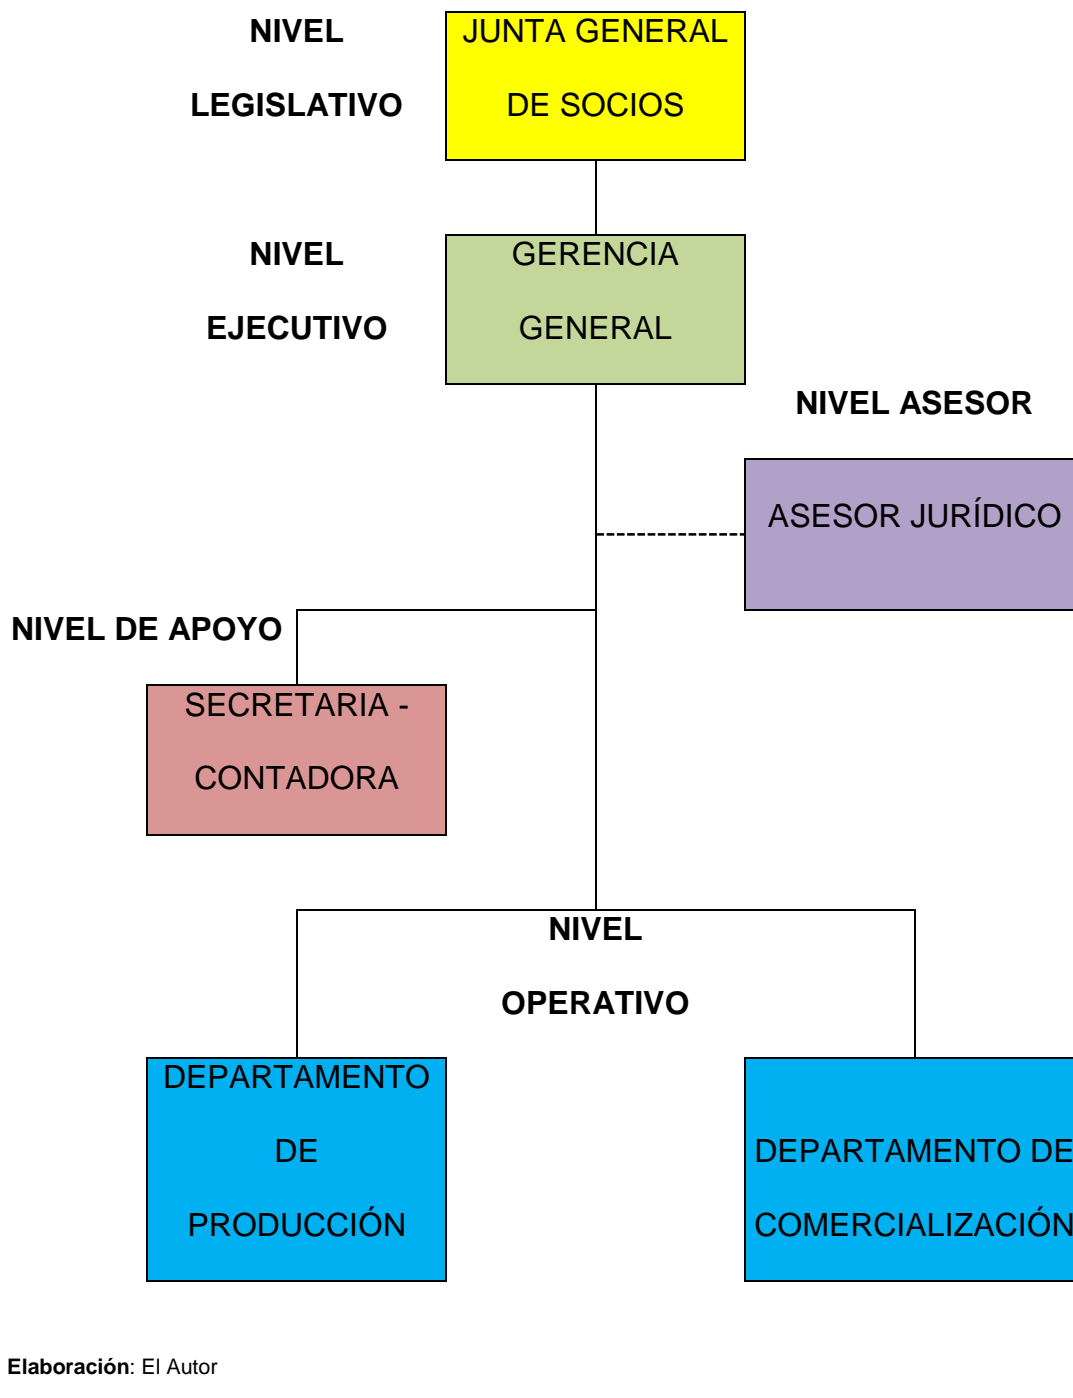 NIVEL
LEGISLATIVO
JUNTA GENERAL
DE SOCIOS
NIVEL
EJECUTIVO
GERENCIA
GENERAL
NIVEL ASESOR
ASESOR JURÍDICO
NIVEL DE APOYO
SECRETARIA -
CONTADORA
NIVEL
OPERATIVO
DEPARTAMENTO
DE
PRODUCCIÓN
DEPARTAMENTO DE
COMERCIALIZACIÓN
Elaboración: El Autor